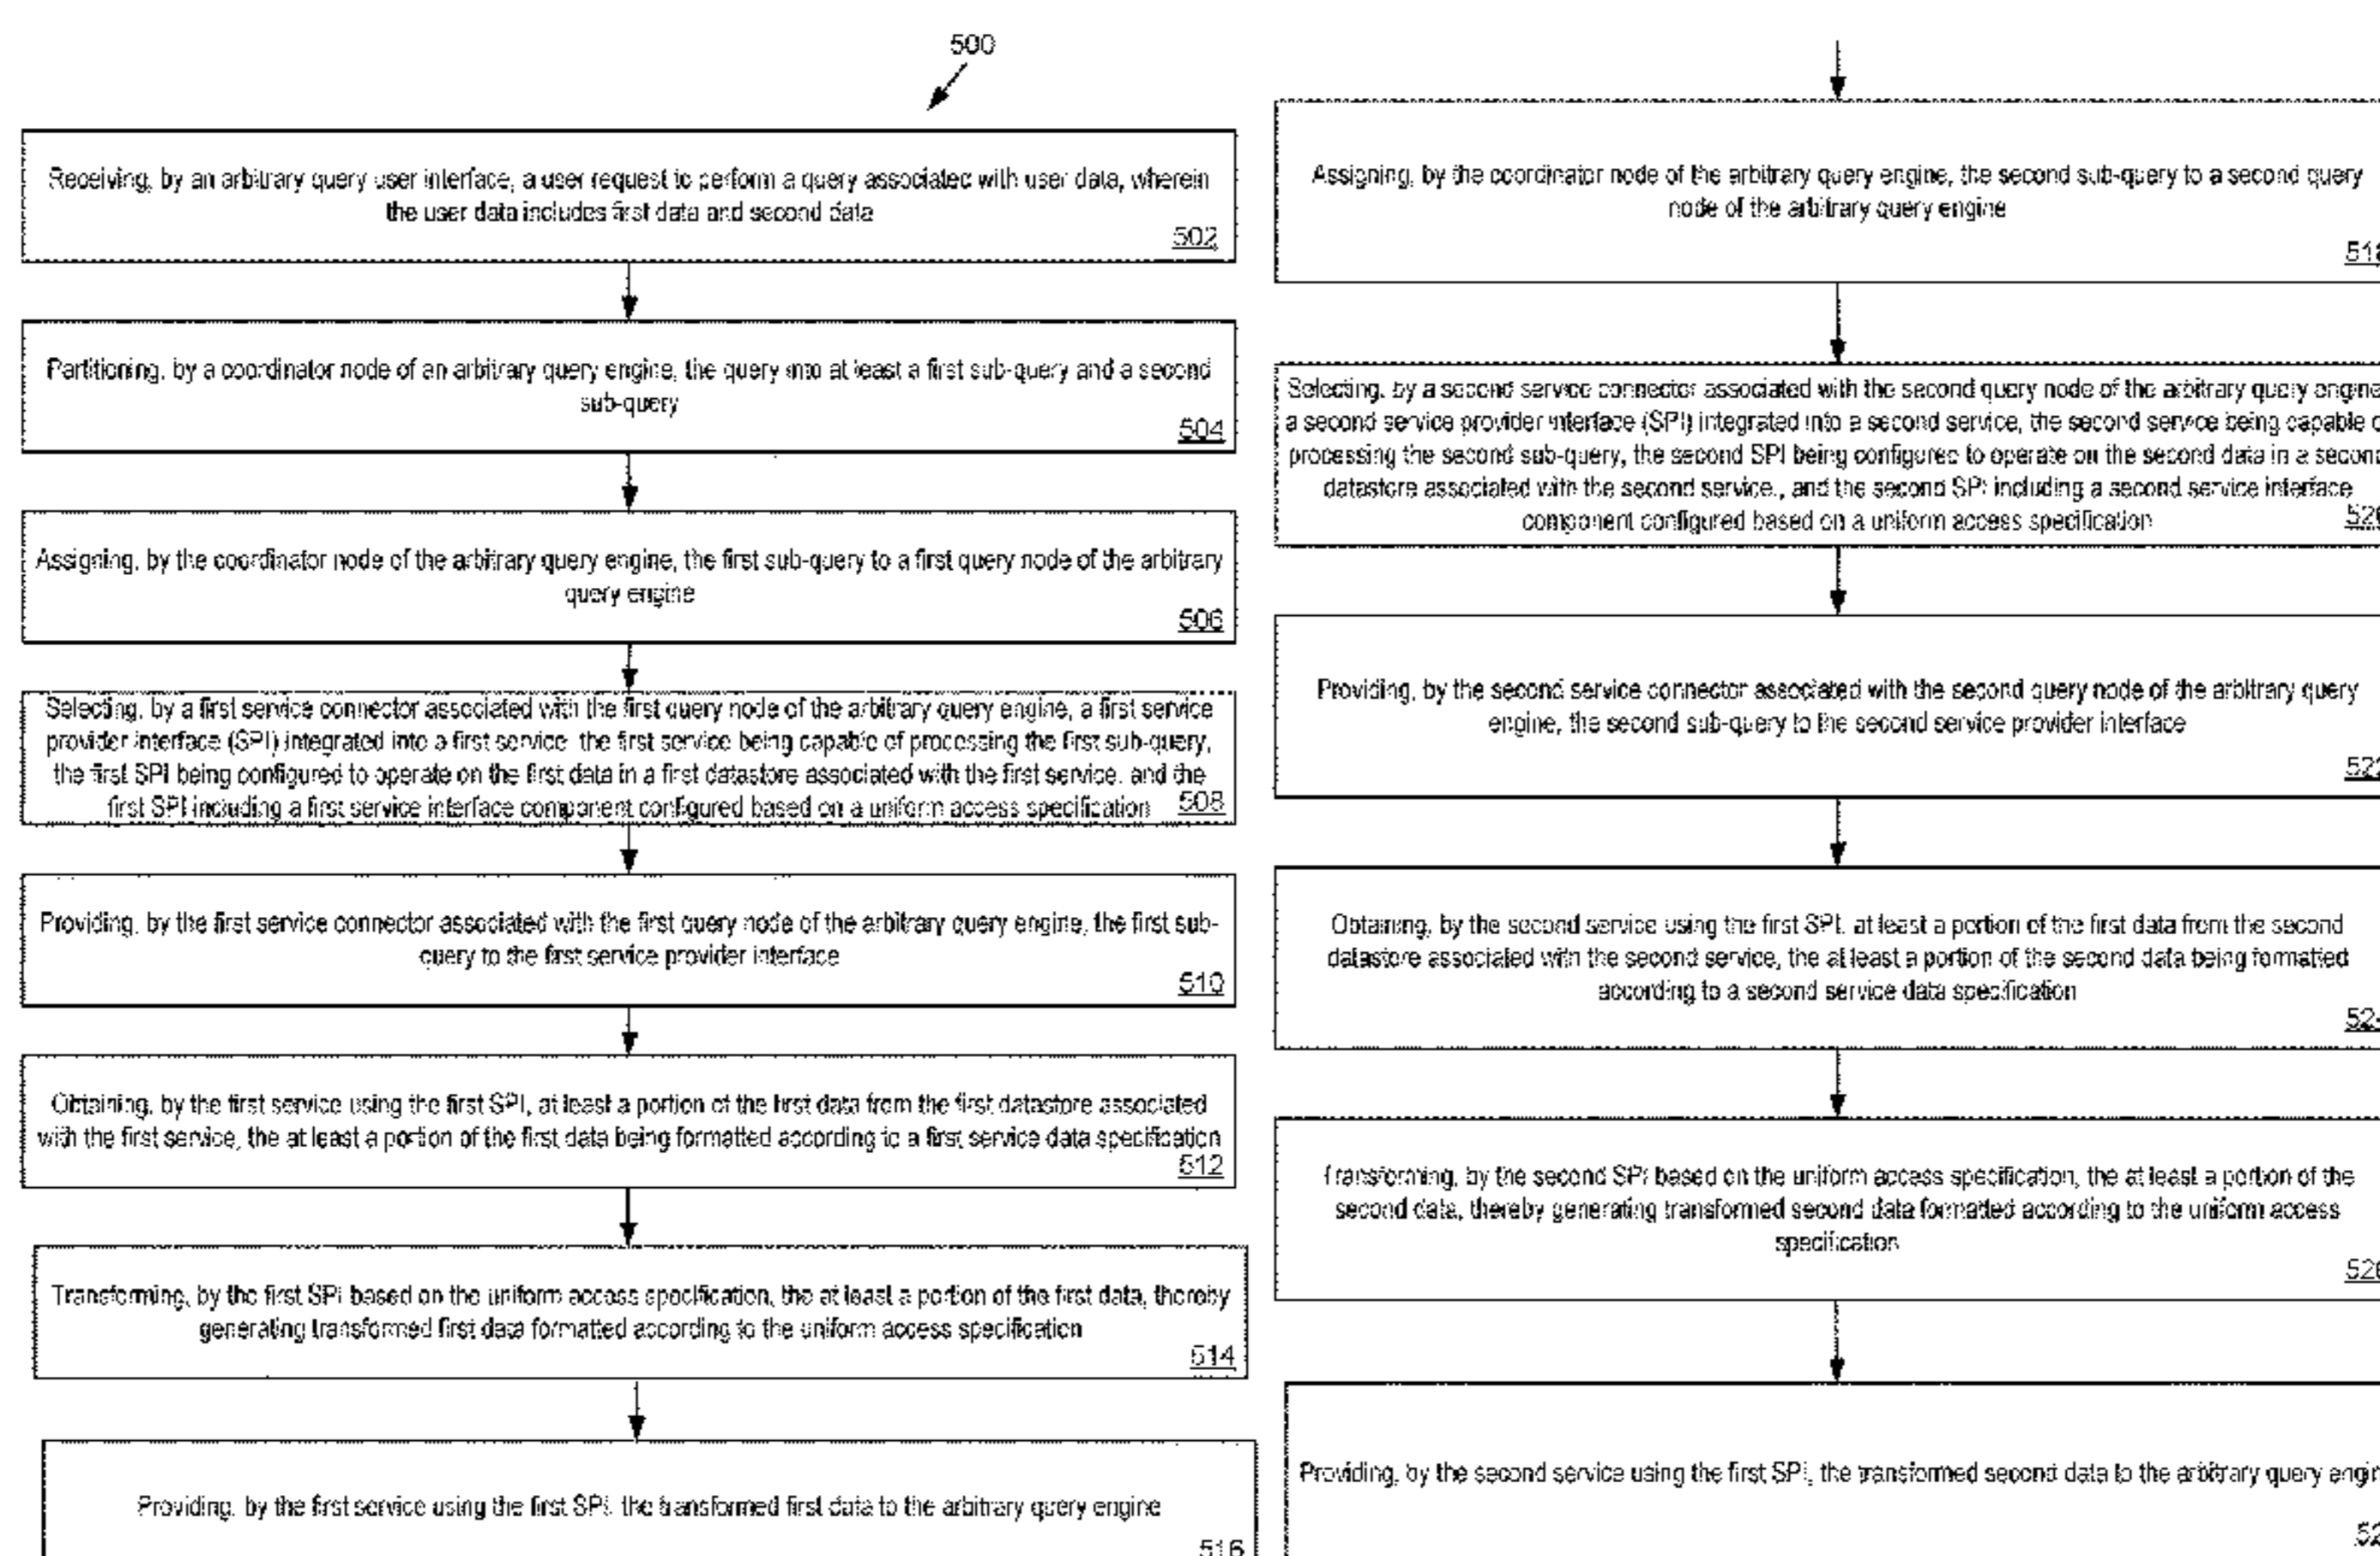 500
Receiving, by an arbitrary query user interface, a user request to perform a query associated with user data, wherein
the user data includes first data and second data
502
Partitioning, by a coordinator node of an arbitrary query engine, the query into at least a first sub-query and a second
sub-query
504
Assigning, by the coordinator node of the arbitrary query engine, the first sub-query to a first query node of the arbitrary
query engine
506
Selecting, by a first service connector associated with the first query node of the arbitrary query engine, a first service
provider interface (SPI) integrated into a first service, the first service being capable of processing the first sub-query,
the first SPI being configured to operate on the first data in a first datastore associated with the first service, and the
first SPI including a first service interface component configured based on a uniform access specification
508
Providing, by the first service connector associated with the first query node of the arbitrary query engine, the first sub-
query to the first service provider interface
510
Obtaining, by the first service using the first SPI, at least a portion of the first data from the first datastore associated
with the first service, the at least a portion of the first data being formatted according to a first service data specification
512
Transforming, by the first SPI based on the uniform access specification, the at least a portion of the first data, thereby
generating transformed first data formatted according to the uniform access specification
514
Providing, by the first service using the first SPI, the transformed first data to the arbitrary query engine
516
Assigning, by the coordinator node of the arbitrary query engine, the second sub-query to a second query
node of the arbitrary query engine
Selecting, by a second service connector associated with the second query node of the arbitrary query engine
a second service provider interface (SPI) integrated into a second service, the second service being capable
processing the second sub-query, the second SPI being configured to operate on the second data in a second
datastore associated with the second service., and the second SPI including a second service interface
component configured based on a uniform access specification
Providing, by the second service connector associated with the second query node of the arbitrary query
engine, the second sub-query to the second service provider interface
Obtaining, by the second service using the first SPI, at least a portion of the first data from the second
datastore associated with the second service, the at least a portion of the second data being formatted
according to a second service data specification
Transforming, by the second SPI based on the uniform access specification, the at least a portion of the
second data, thereby generating transformed second data formatted according to the uniform access
specification
Providing, by the second service using the first SPI, the transformed second data to the arbitrary query